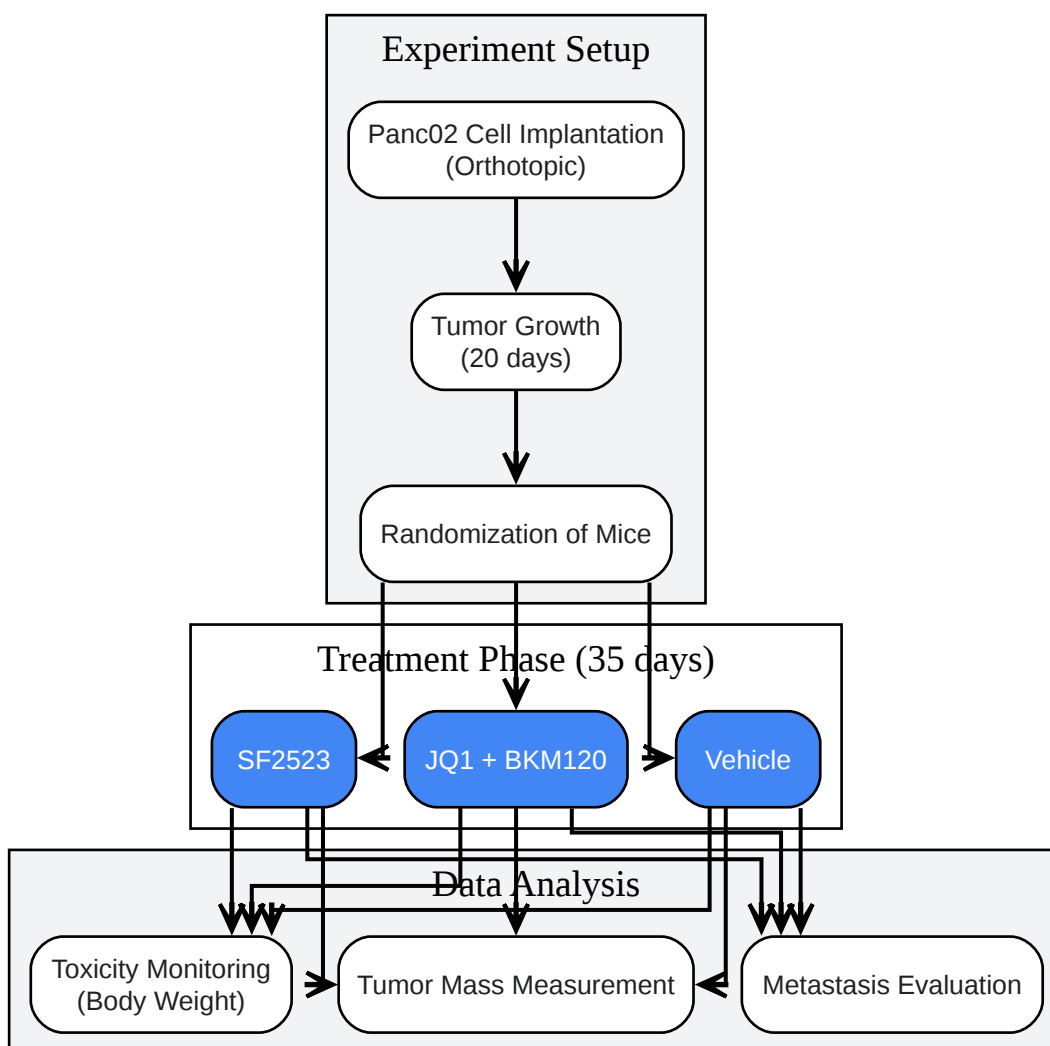 Experiment Setup
Panc02 Cell Implantation
(Orthotopic)
Tumor Growth
(20 days)
Randomization of Mice
Treatment Phase (35 days)
SF2523
JQ1 + BKM120
Vehicle
Data Analysis
Toxicity Monitoring
(Body Weight)
Tumor Mass Measurement
Metastasis Evaluation